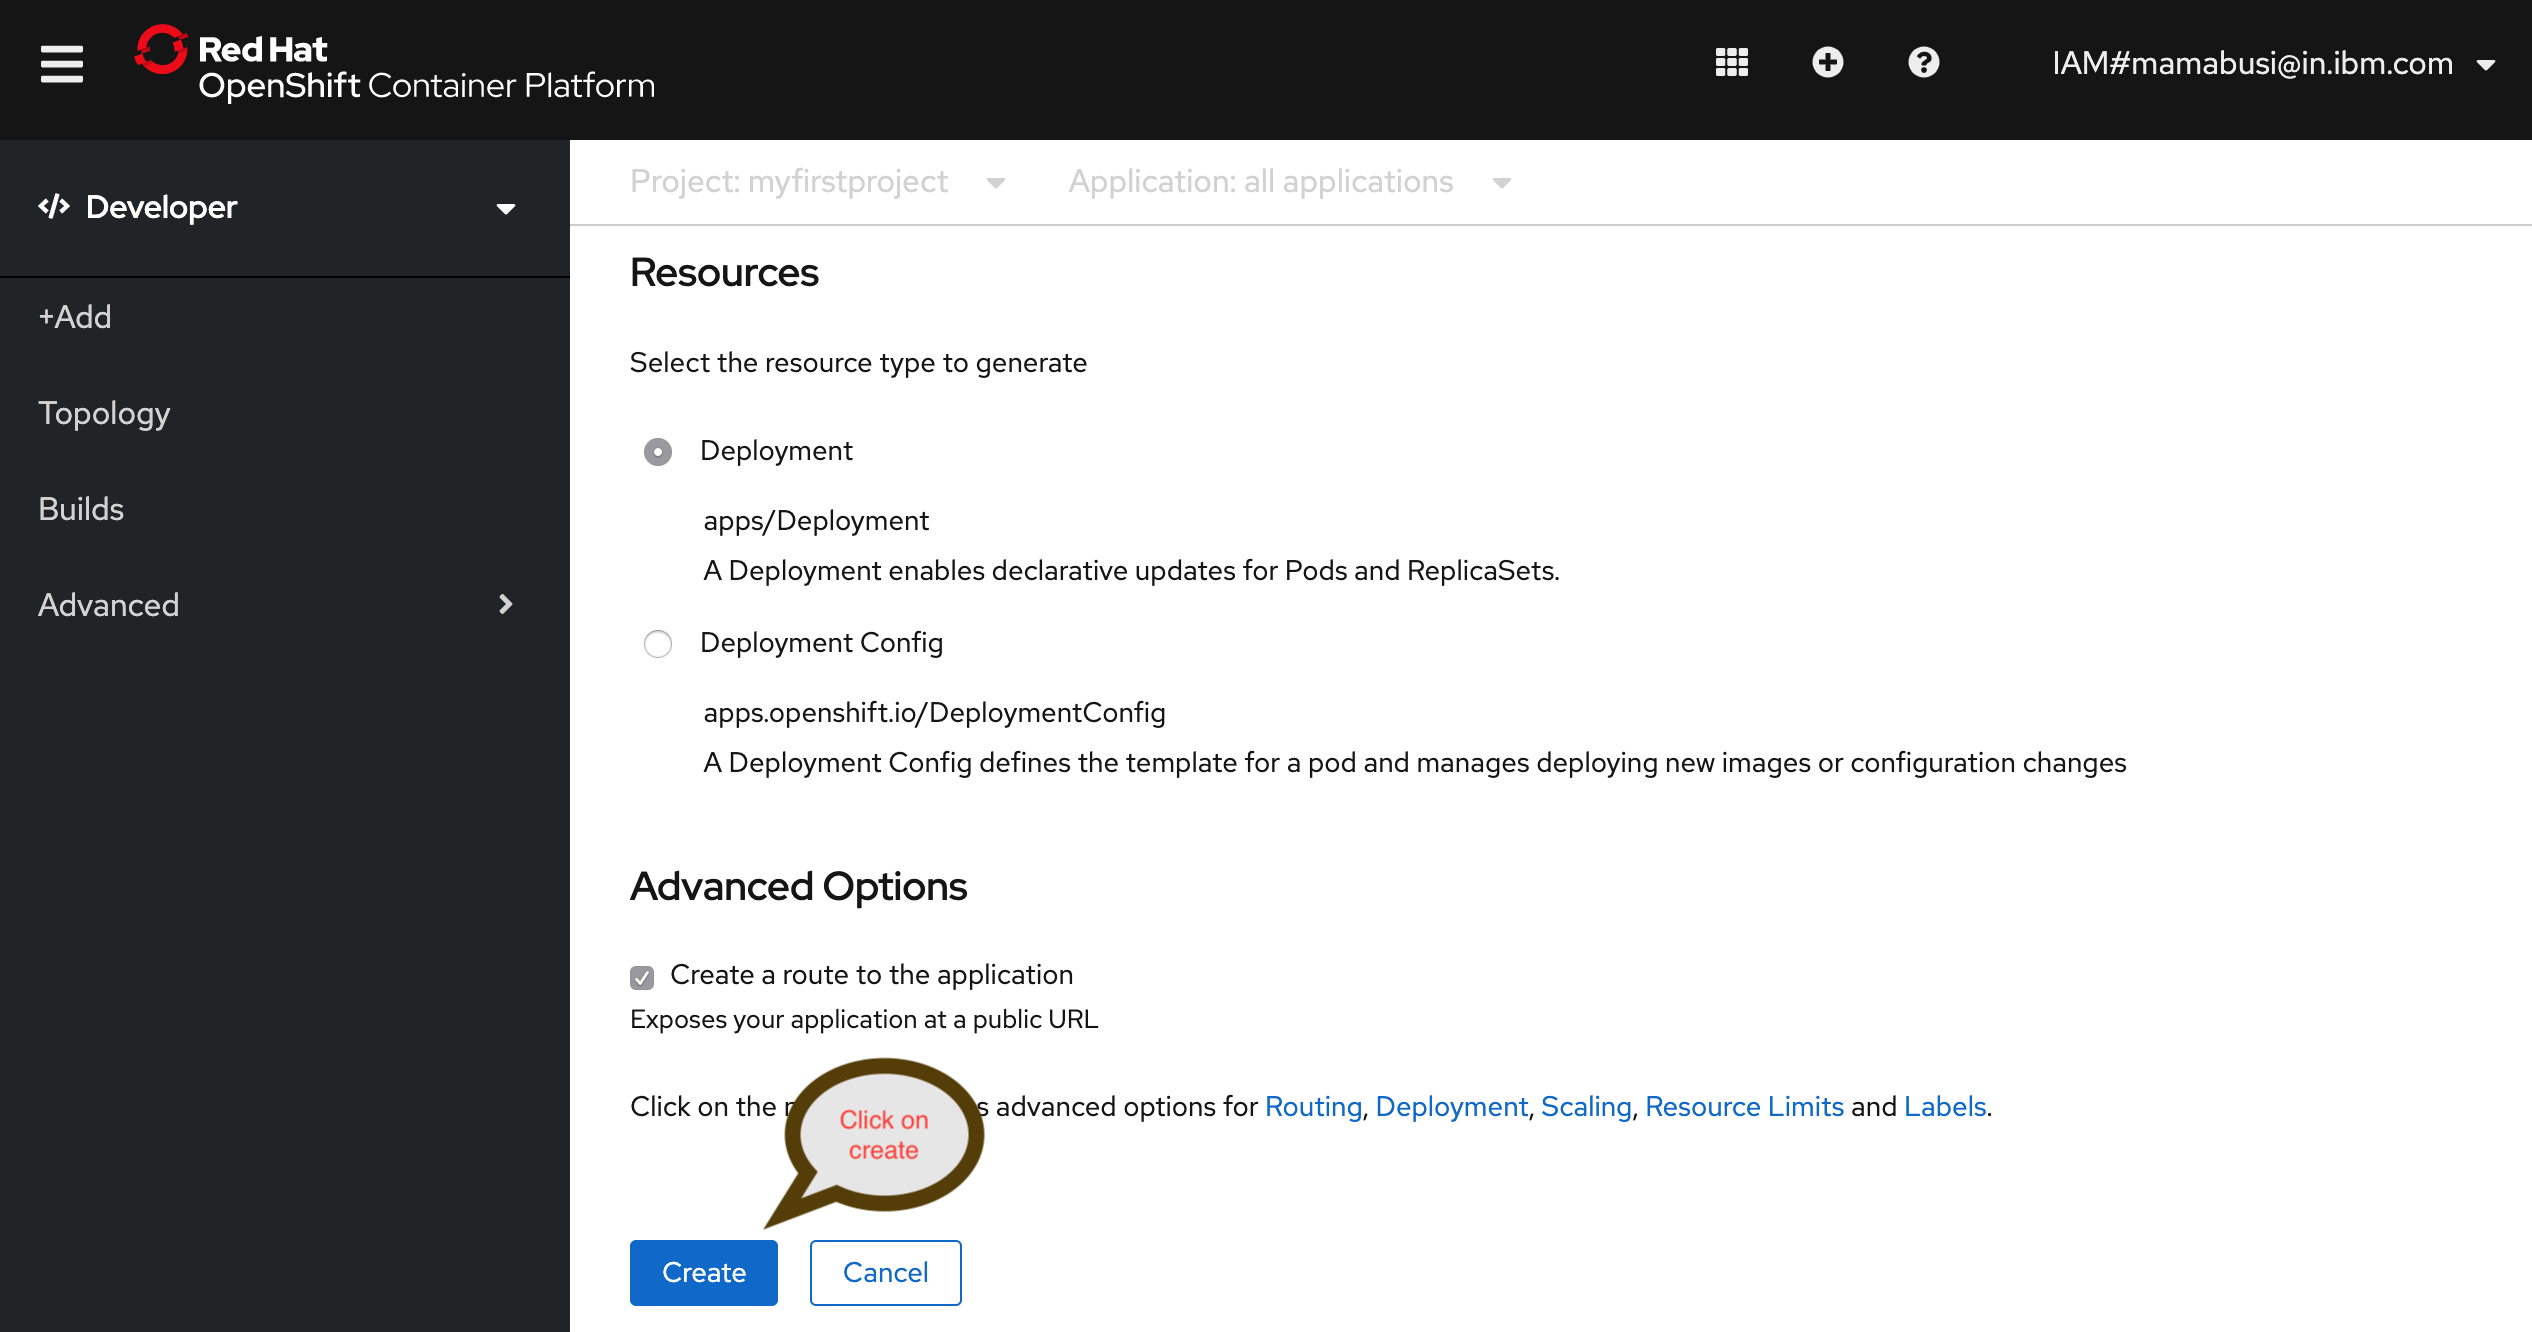 Red Hat
OpenShift Container Platform
IAM#mamabusi@in.ibm.com
Developer
+Add
Topology
Builds
Advanced
Project: myfirstproject
Application: all applications
Resources
Select the resource type to generate
Deployment
apps/Deployment
A Deployment enables declarative updates for Pods and ReplicaSets.
Deployment Config
apps.openshift.io/DeploymentConfig
A Deployment Config defines the template for a pod and manages deploying new images or configuration changes
Advanced Options
Create a route to the application
Exposes your application at a public URL
Click on the advanced options for Routing, Deployment, Scaling, Resource Limits and Labels.
Click on
create
Create
Cancel